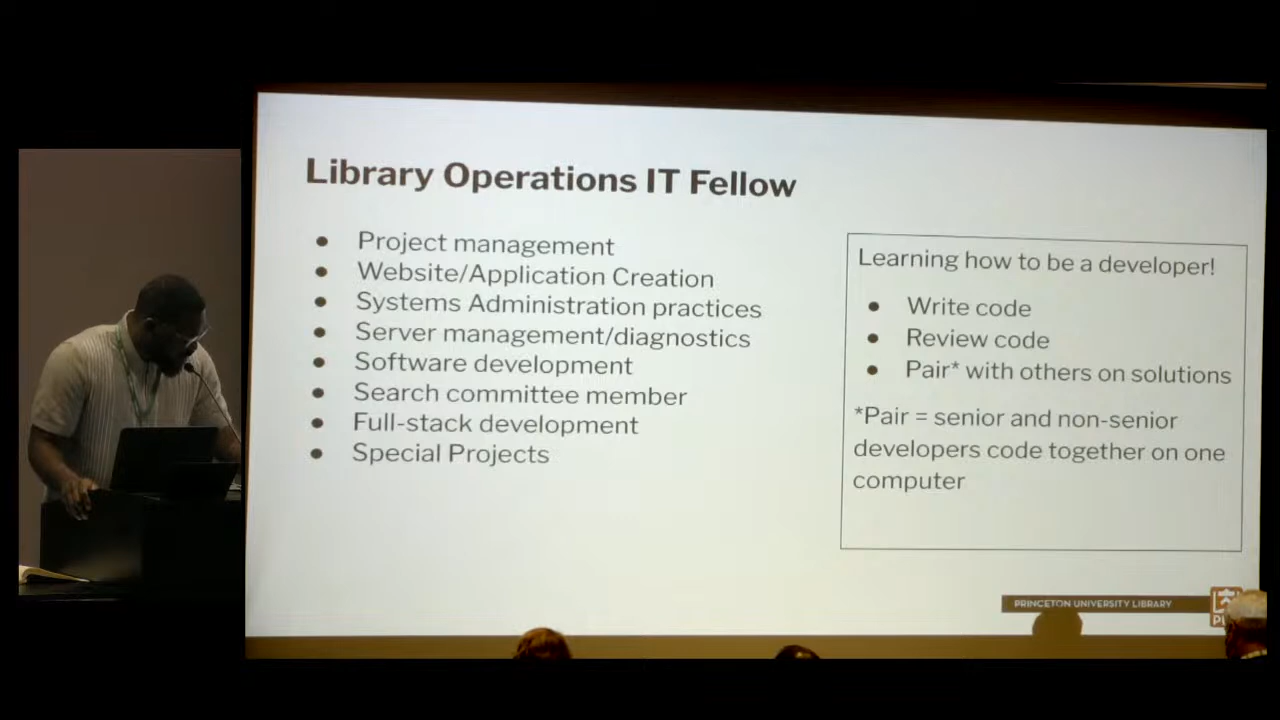 Library Operations IT Fellow
● Project management
● Website/Application Creation
● Systems Administration practices
● Server management/diagnostics
● Software development
● Search committee member
● Full-stack development
● Special Projects
Learning how to be a developer!
● Write code
● Review code
● Pair* with others on solutions
*Pair = senior and non-senior
developers code together on one
computer
PRINCETON UNIVERSITY LIBRARY